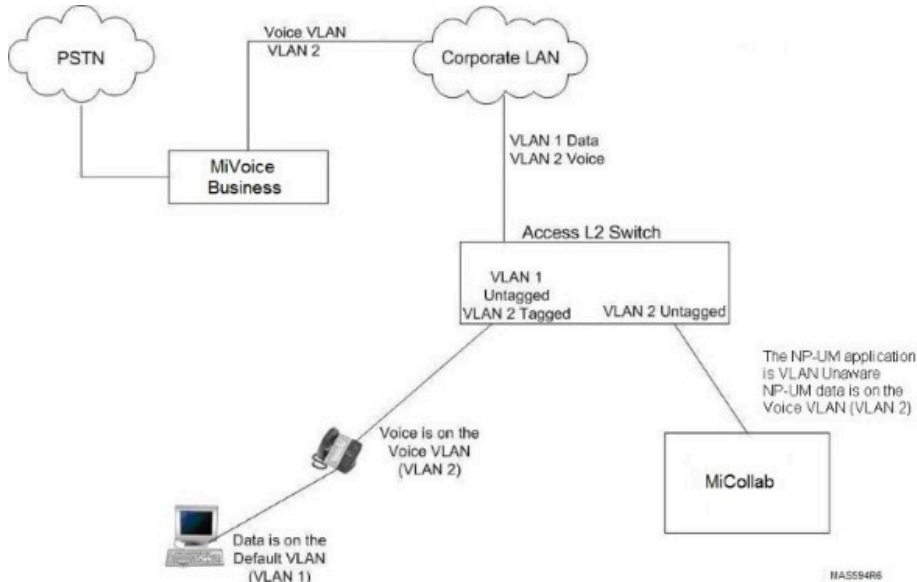 PSTN
Voice VLAN
VLAN 2
Corporate LAN
MiVoice
Business
VLAN 1 Data
VLAN 2 Voice
Access L2 Switch
VLAN 1
Untagged
VLAN 2 Tagged
VLAN 2 Untagged
The NP-UM application
is VLAN Unaware
NP-UM data is on the
Voice VLAN (VLAN 2)
Voice is on the
Voice VLAN
(VLAN 2)
MiCollab
Data is on the
Default VLAN
(VLAN 1)
MAS594R6